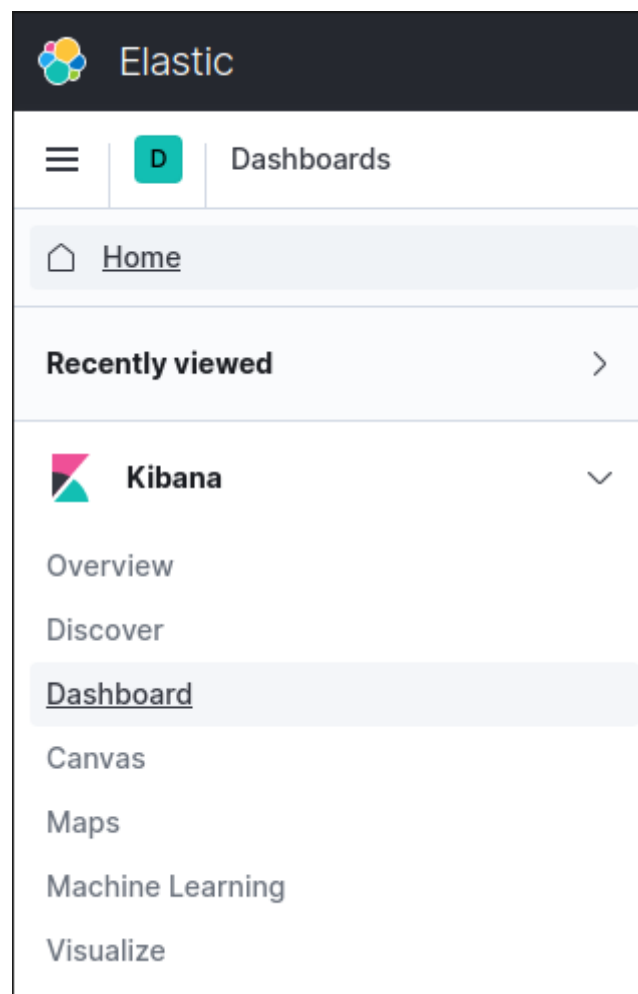 Elastic
D Dashboards
Home
Recently viewed
Kibana
Overview
Discover
Dashboard
Canvas
Maps
Machine Learning
Visualize